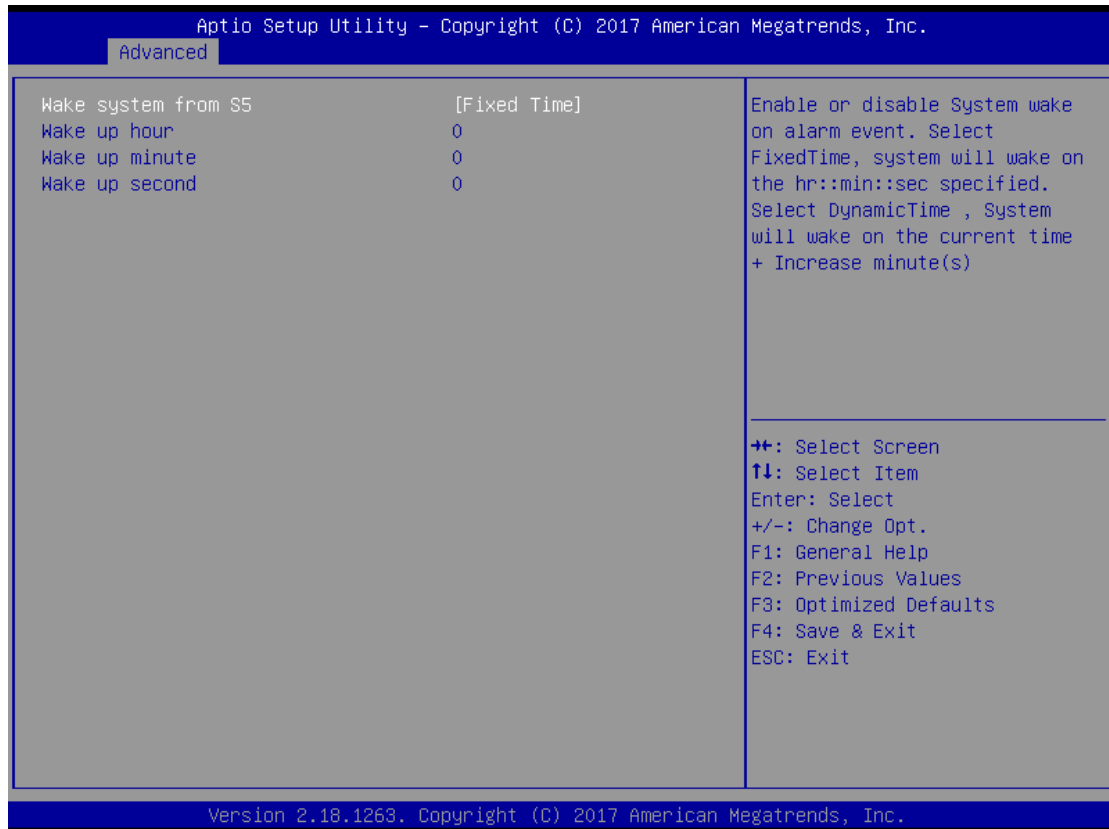 Aptio Setup Utility – Copyright (C) 2017 American Megatrends, Inc.
Advanced
Wake system from S5 [Fixed Time]
Wake up hour 0
Wake up minute 0
Wake up second 0
Enable or disable System wake
on alarm event. Select
FixedTime, system will wake on
the hr::min::sec specified.
Select DynamicTime , System
will wake on the current time
+ Increase minute(s)
→←: Select Screen
↑↓: Select Item
Enter: Select
+/-: Change Opt.
F1: General Help
F2: Previous Values
F3: Optimized Defaults
F4: Save & Exit
ESC: Exit
Version 2.18.1263. Copyright (C) 2017 American Megatrends, Inc.